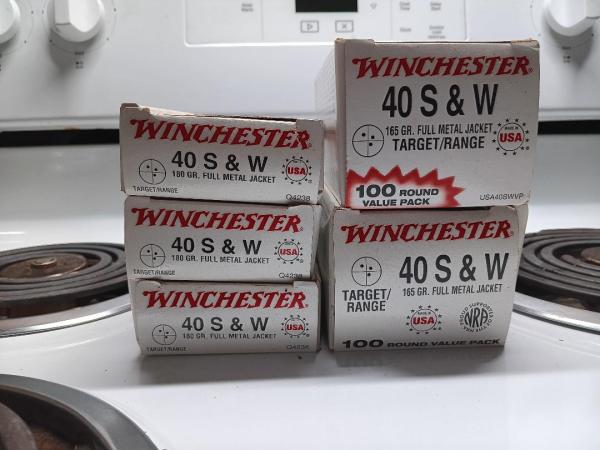 WINCHESTER
40 S & W
180 GR. FULL METAL JACKET
TARGET/RANGE
USA
Q4238
WINCHESTER
40 S & W
180 GR. FULL METAL JACKET
TARGET/RANGE
USA
Q4238
WINCHESTER
40 S & W
180 GR. FULL METAL JACKET
TARGET/RANGE
USA
Q4238
WINCHESTER
40 S & W
165 GR. FULL METAL JACKET
TARGET/RANGE
MADE IN
USA
100 ROUND
VALUE PACK
USA40SWVP
WINCHESTER
40 S & W
165 GR. FULL METAL JACKET
TARGET/
RANGE
MADE IN
USA
NRA
100 ROUND VALUE PACK